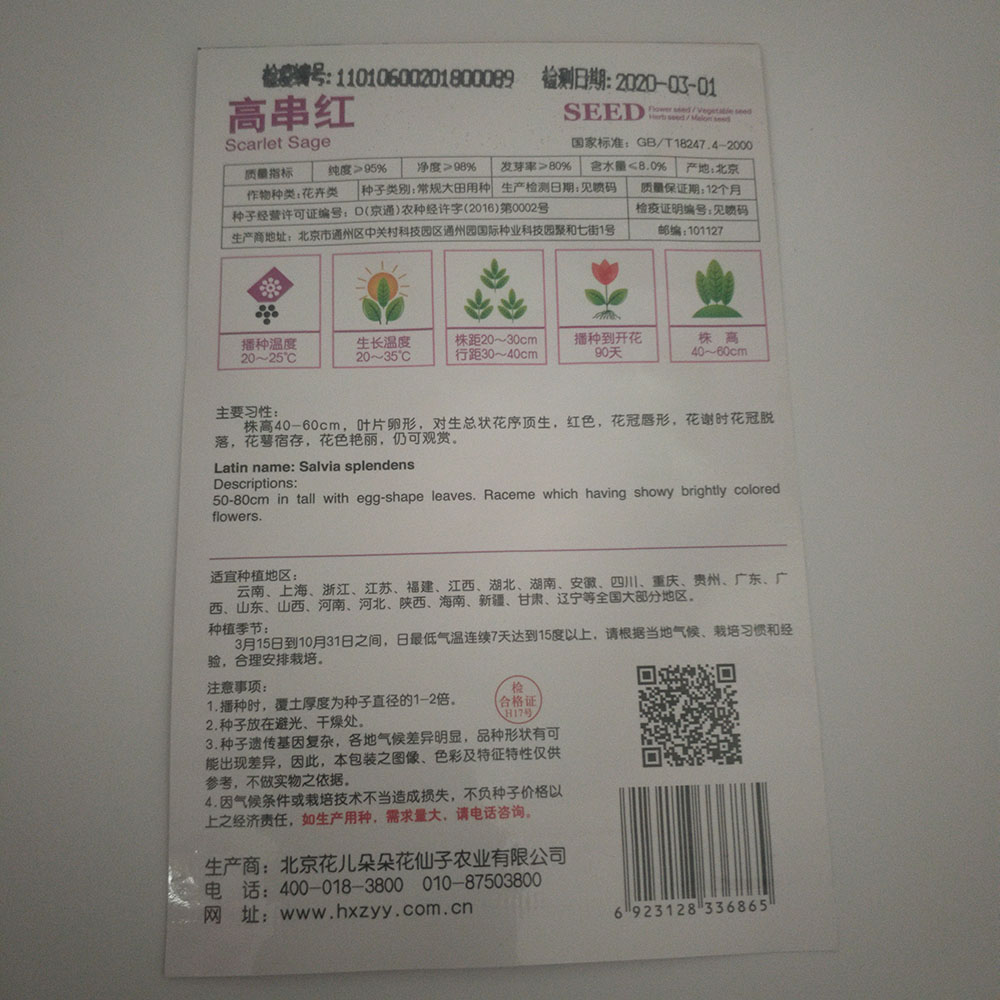 检疫编号: 11010600201800089 检测日期: 2020-03-01
高串红
SEED Flower seed / Vegetable seed
Herb seed / Melon seed
Scarlet Sage
国家标准: GB/T18247.4-2000
质量指标 纯度≥95% 净度≥98% 发芽率≥80% 含水量≤8.0% 产地:北京
作物种类:花卉类 种子类别:常规大田用种 生产检测日期:见喷码 质量保证期:12个月
种子经营许可证编号: D(京通)农种经许字(2016)第0002号 检疫证明编号:见喷码
生产商地址: 北京市通州区中关村科技园区通州园国际种业科技园聚和七街1号 邮编:101127
播种温度
20~25℃
生长温度
20~35℃
株距20~30cm
行距30~40cm
播种到开花
90天
株 高
40~60cm
主要习性:
株高40-60cm，叶片卵形，对生总状花序顶生，红色，花冠唇形，花谢时花冠脱
落，花萼宿存，花色艳丽，仍可观赏。
Latin name: Salvia splendens
Descriptions:
50-80cm in tall with egg-shape leaves. Raceme which having showy brightly colored
flowers.
适宜种植地区:
云南、上海、浙江、江苏、福建、江西、湖北、湖南、安徽、四川、重庆、贵州、广东、广
西、山东、山西、河南、河北、陕西、海南、新疆、甘肃、辽宁等全国大部分地区。
种植季节:
3月15日到10月31日之间，日最低气温连续7天达到15度以上，请根据当地气候、栽培习惯和经
验，合理安排栽培。
注意事项:
1.播种时，覆土厚度为种子直径的1-2倍。
2.种子放在避光、干燥处。
3.种子遗传基因复杂，各地气候差异明显，品种形状有可
能出现差异，因此，本包装之图像、色彩及特征特性仅供
参考，不做实物之依据。
4.因气候条件或栽培技术不当造成损失，不负种子价格以
上之经济责任，如生产用种，需求量大，请电话咨询。
检
合格证
H17号
生产商: 北京花儿朵朵花仙子农业有限公司
电 话: 400-018-3800 010-87503800
网 址: www.hxzyy.com.cn
6 923128 336865